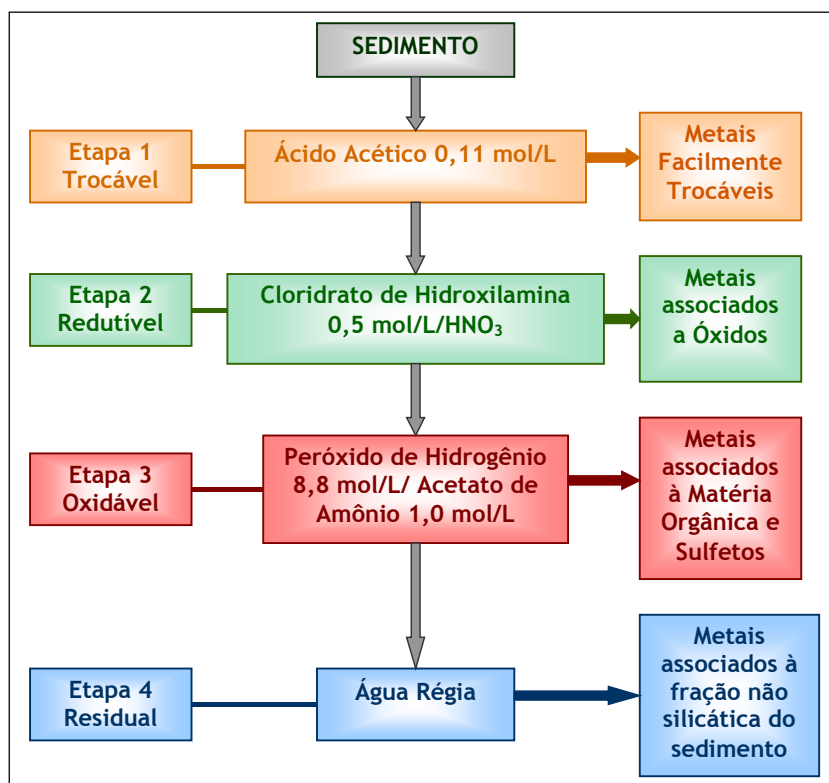 SEDIMENTO
Etapa 1
Trocável
Ácido Acético 0,11 mol/L
Metais
Facilmente
Trocáveis
Etapa 2
Redutível
Cloridrato de Hidroxilamina
0,5 mol/L/HNO₃
Metais
associados
a Óxidos
Etapa 3
Oxidável
Peróxido de Hidrogênio
8,8 mol/L/ Acetato de
Amônio 1,0 mol/L
Metais
associados
à Matéria
Orgânica e
Sulfetos
Etapa 4
Residual
Água Régia
Metais
associados à
fração não
silicática do
sedimento